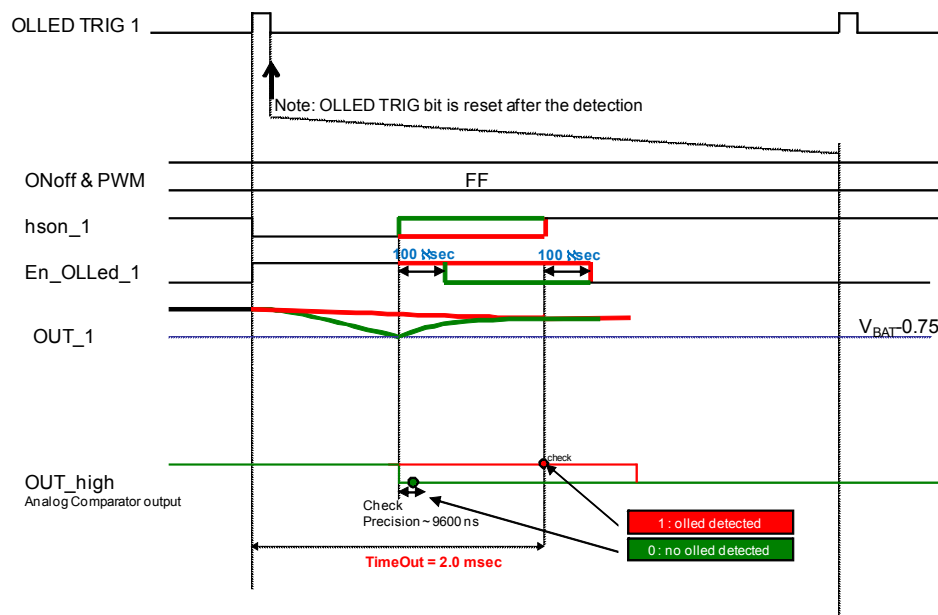 OLLED TRIG 1
Note: OLLED TRIG bit is reset after the detection
ONoff & PWM
FF
hson_1
100 ℵsec
100 ℵsec
En_OLLed_1
OUT_1
VBAT-0.75
check
OUT_high
Analog Comparator output
Check
Precision ~ 9600 ns
1 : olled detected
0 : no olled detected
TimeOut = 2.0 msec